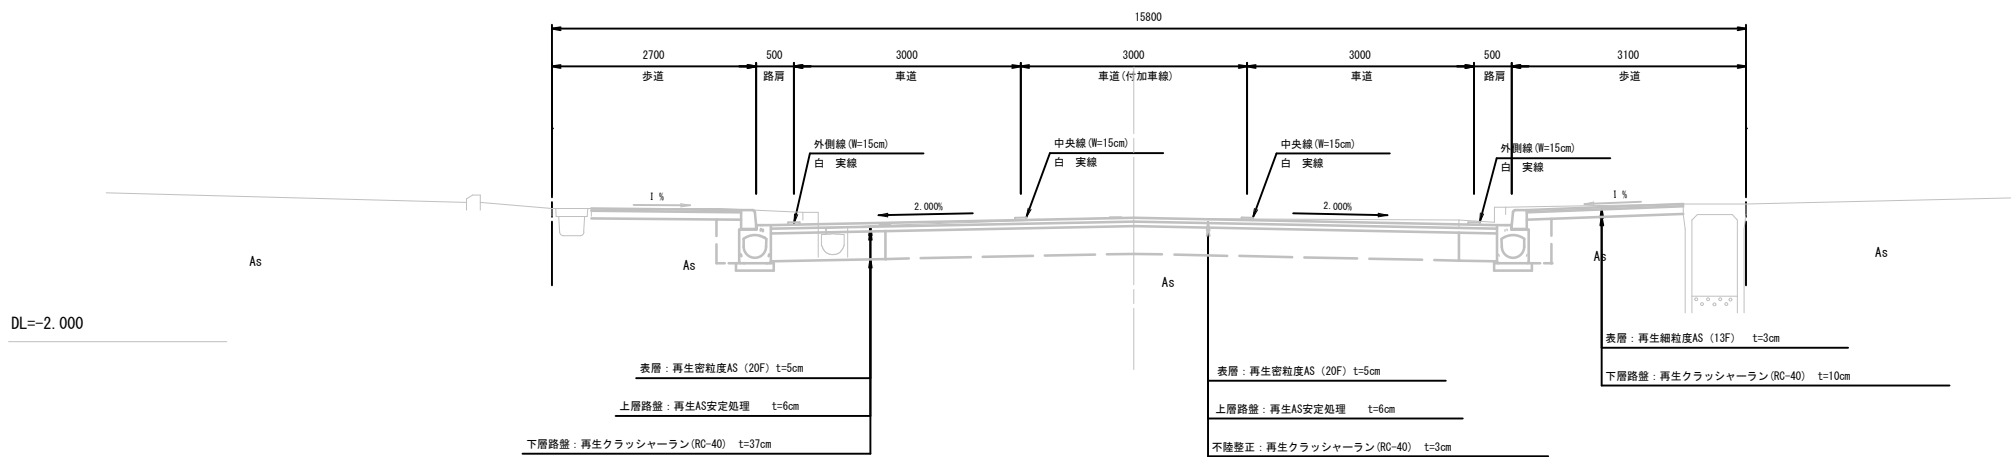 15800
2700 500 3000 3000 3000 500 3100
歩道 路肩 車道 車道(付加車線) 車道 路肩 歩道
外側線(W=15cm)
白　実線
中央線(W=15cm)
白　実線
中央線(W=15cm)
白　実線
外側線(W=15cm)
白　実線
1 %
2.000%
2.000%
1 %
As
As
As
As
As
DL=-2.000
表層：再生密粒度AS (20F) t=5cm
上層路盤：再生AS安定処理　t=6cm
下層路盤：再生クラッシャーラン(RC-40)　t=37cm
表層：再生密粒度AS (20F) t=5cm
上層路盤：再生AS安定処理　t=6cm
不陸整正：再生クラッシャーラン(RC-40)　t=3cm
表層：再生細粒度AS (13F)　t=3cm
下層路盤：再生クラッシャーラン(RC-40)　t=10cm